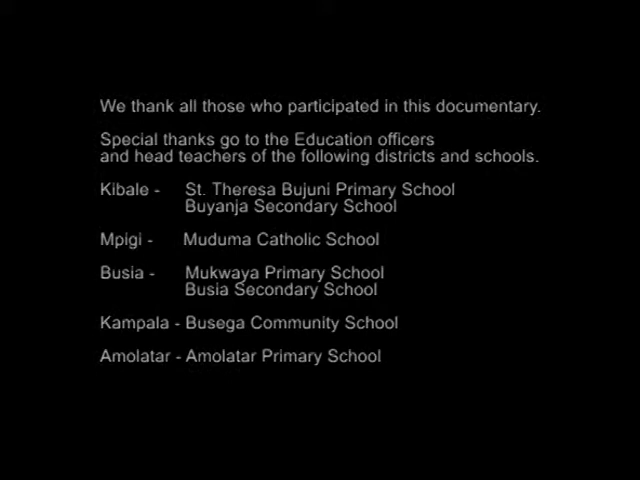 We thank all those who participated in this documentary.
Special thanks go to the Education officers
and head teachers of the following districts and schools.
Kibale - St. Theresa Bujuni Primary School
Buyanja Secondary School
Mpigi - Muduma Catholic School
Busia - Mukwaya Primary School
Busia Secondary School
Kampala - Busega Community School
Amolatar - Amolatar Primary School